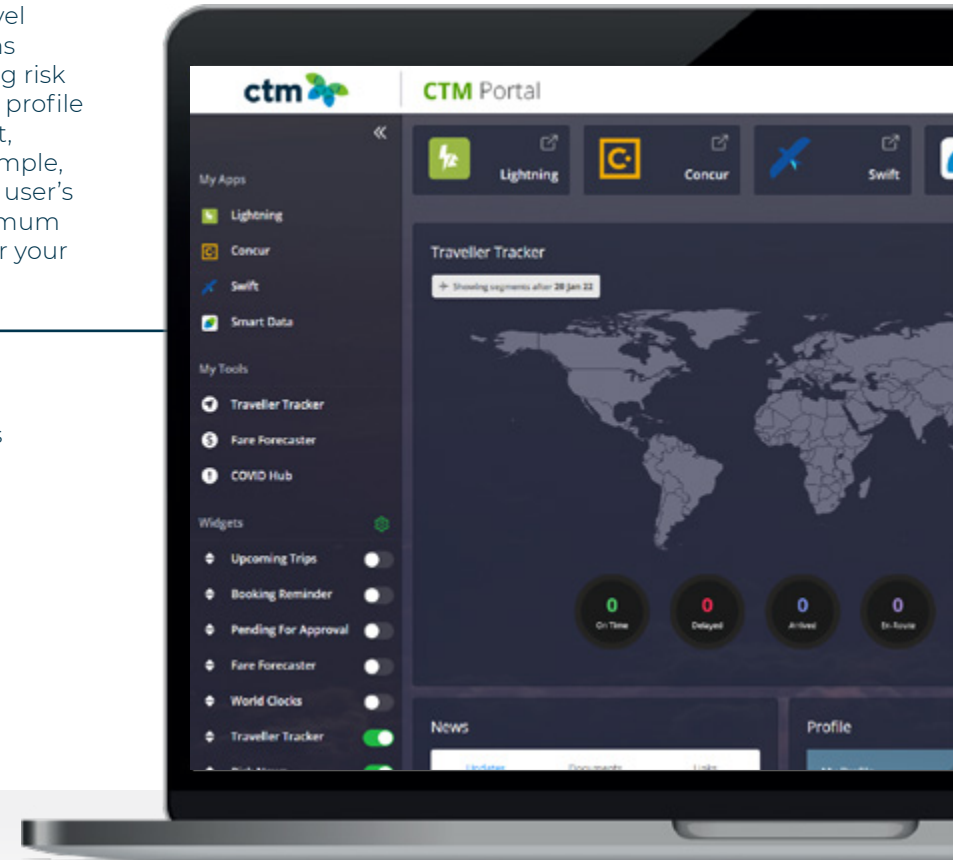 vel
ns
g risk
profile
t,
mple,
user's
mum
r your
s
ctm
CTM Portal
Lightning
Concur
Swift
My Apps
Lightning
Concur
Swift
Smart Data
My Tools
Traveller Tracker
Fare Forecaster
COVID Hub
Widgets
Upcoming Trips
Booking Reminder
Pending For Approval
Fare Forecaster
World Clocks
Traveller Tracker
Traveller Tracker
Showing segments after 28 Jan 22
0
On Time
0
Delayed
0
Arrived
0
En-Route
News
Updates
Documents
Links
Profile